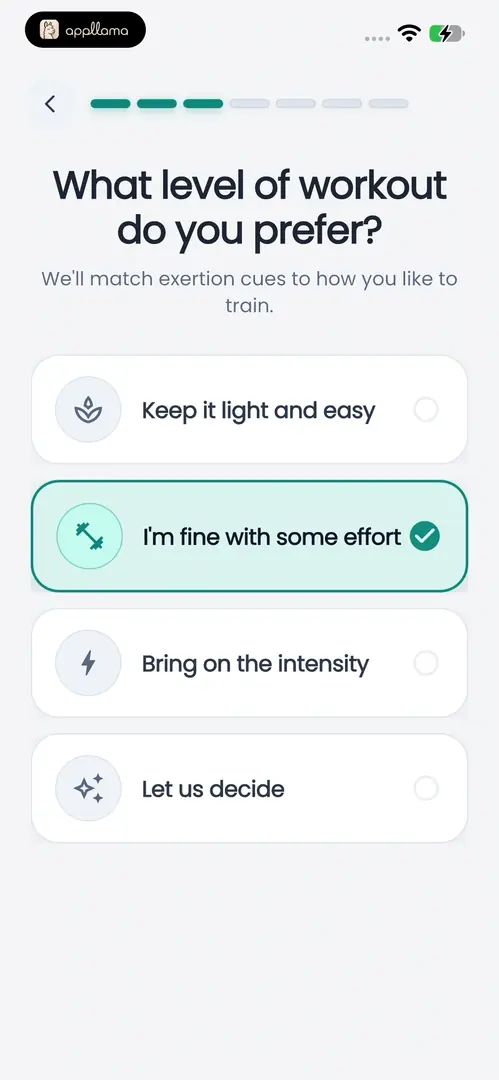 appllama
What level of workout
do you prefer?
We'll match exertion cues to how you like to
train.
Keep it light and easy
I'm fine with some effort
Bring on the intensity
Let us decide